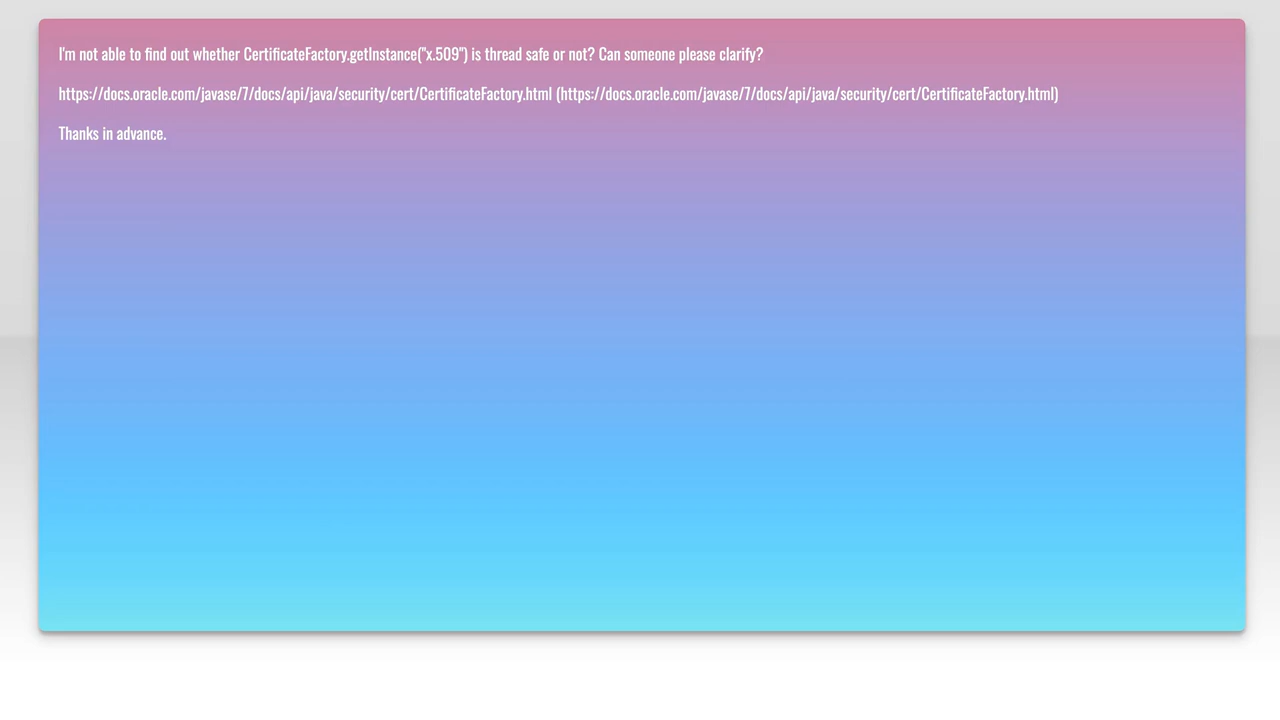 I'm not able to find out whether CertificateFactory.getInstance("x.509") is thread safe or not? Can someone please clarify?
https://docs.oracle.com/javase/7/docs/api/java/security/cert/CertificateFactory.html (https://docs.oracle.com/javase/7/docs/api/java/security/cert/CertificateFactory.html)
Thanks in advance.